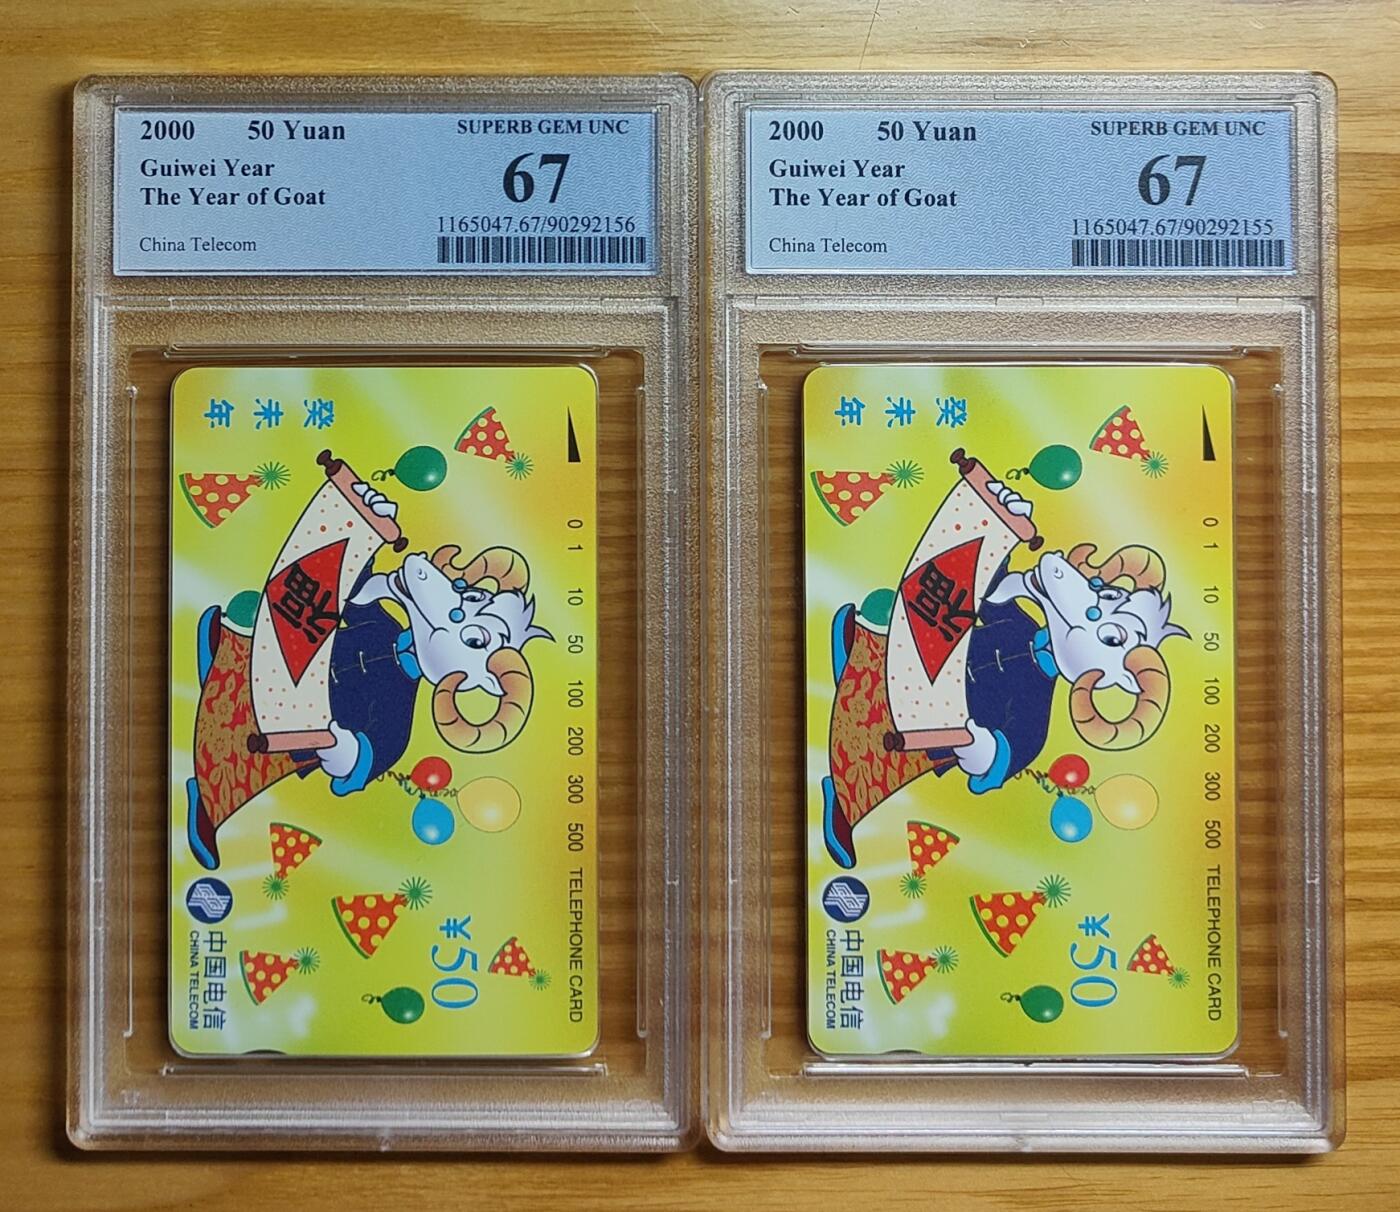 2000 50 Yuan
Guiwei Year
The Year of Goat
China Telecom
SUPERB GEM UNC
67
1165047.67/90292156
癸未年
福
0 1 10 50 100 200 300 500 TELEPHONE CARD
¥50
中国电信
CHINA TELECOM
2000 50 Yuan
Guiwei Year
The Year of Goat
China Telecom
SUPERB GEM UNC
67
1165047.67/90292155
癸未年
福
0 1 10 50 100 200 300 500 TELEPHONE CARD
¥50
中国电信
CHINA TELECOM